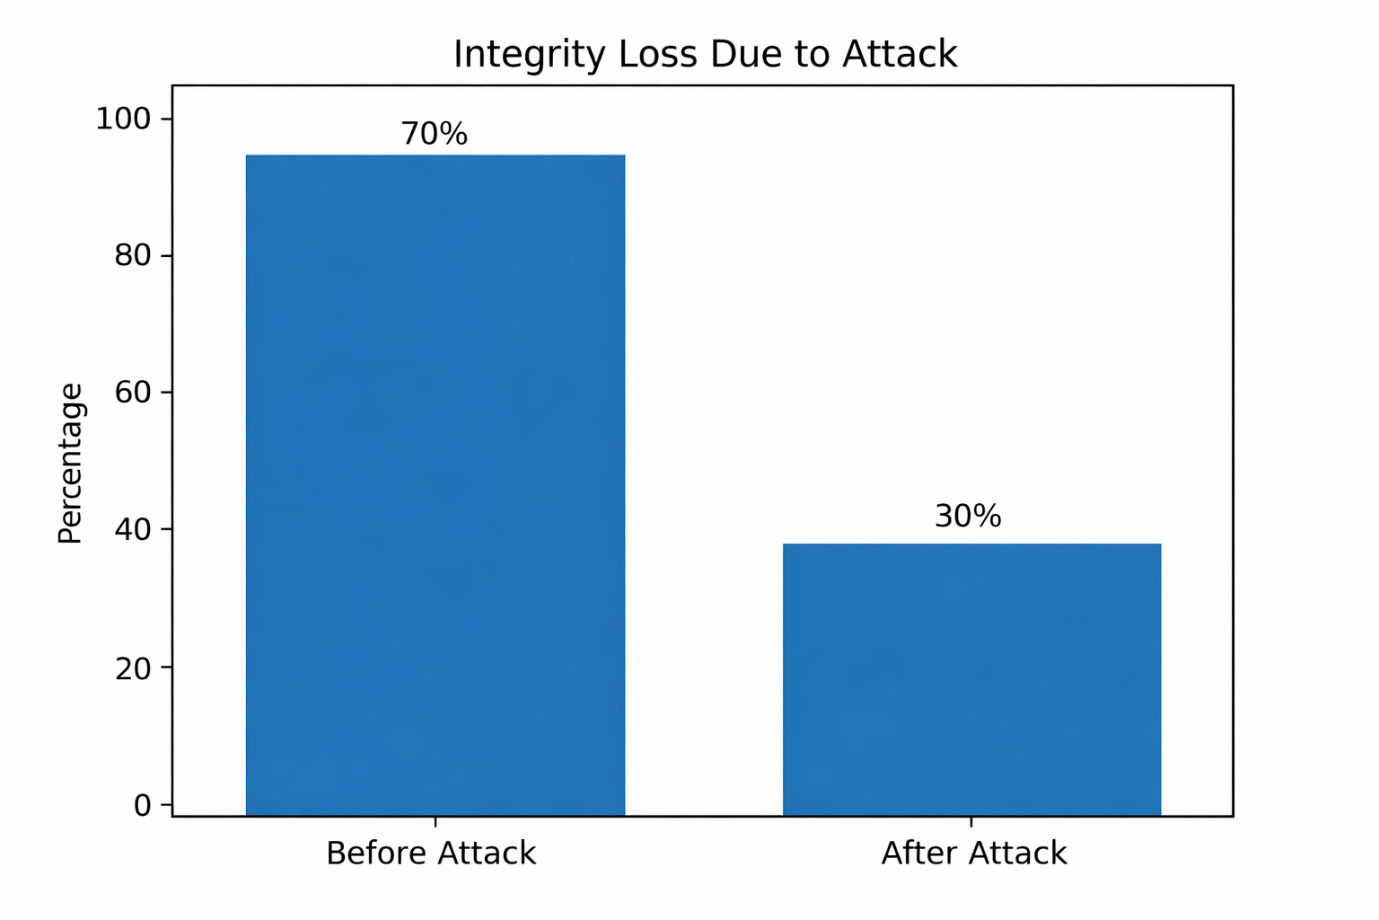 Integrity Loss Due to Attack
100
80
60
40
20
0
Percentage
70%
30%
Before Attack
After Attack